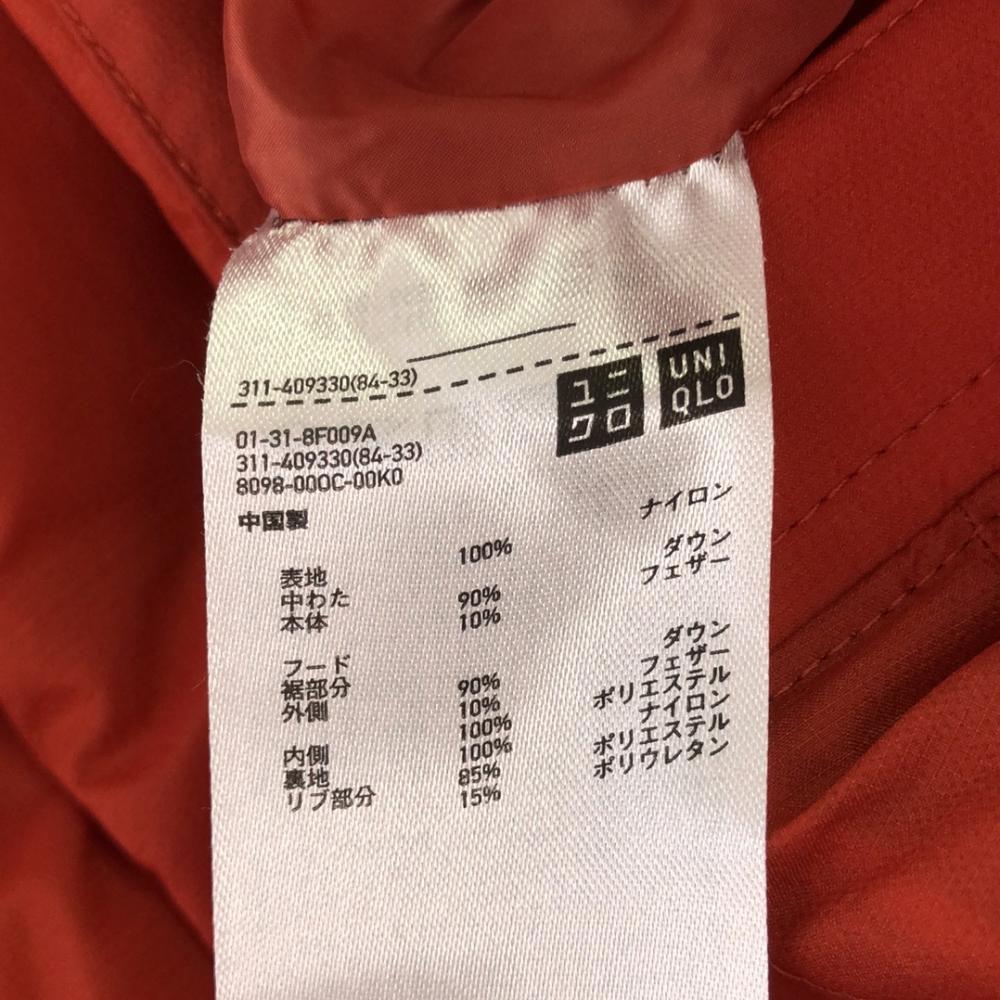 311-409330(84-33)
ユニクロ
UNIQLO
01-31-8F009A
311-409330(84-33)
8098-000C-00K0
中国製
表地 100% ナイロン
中わた
本体 90% ダウン
10% フェザー
フード
裾部分
外側 90% ダウン
10% フェザー
内側 100% ポリエステル
裏地 100% ナイロン
リブ部分 85% ポリエステル
15% ポリウレタン